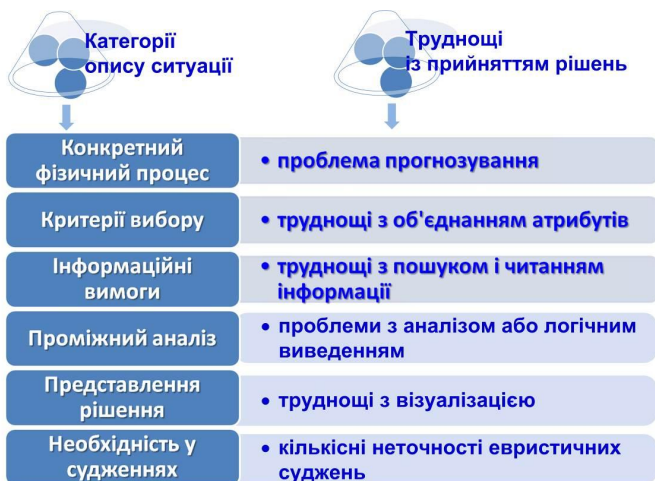 Категорії
опису ситуації
Труднощі
із прийняттям рішень
Конкретний
фізичний процес
• проблема прогнозування
Критерії вибору
• труднощі з об'єднанням атрибутів
Інформаційні
вимоги
• труднощі з пошуком і читанням
інформації
Проміжний аналіз
• проблеми з аналізом або логічним
виведенням
Представлення
рішення
• труднощі з візуалізацією
Необхідність у
судженнях
• кількісні неточності евристичних
суджень